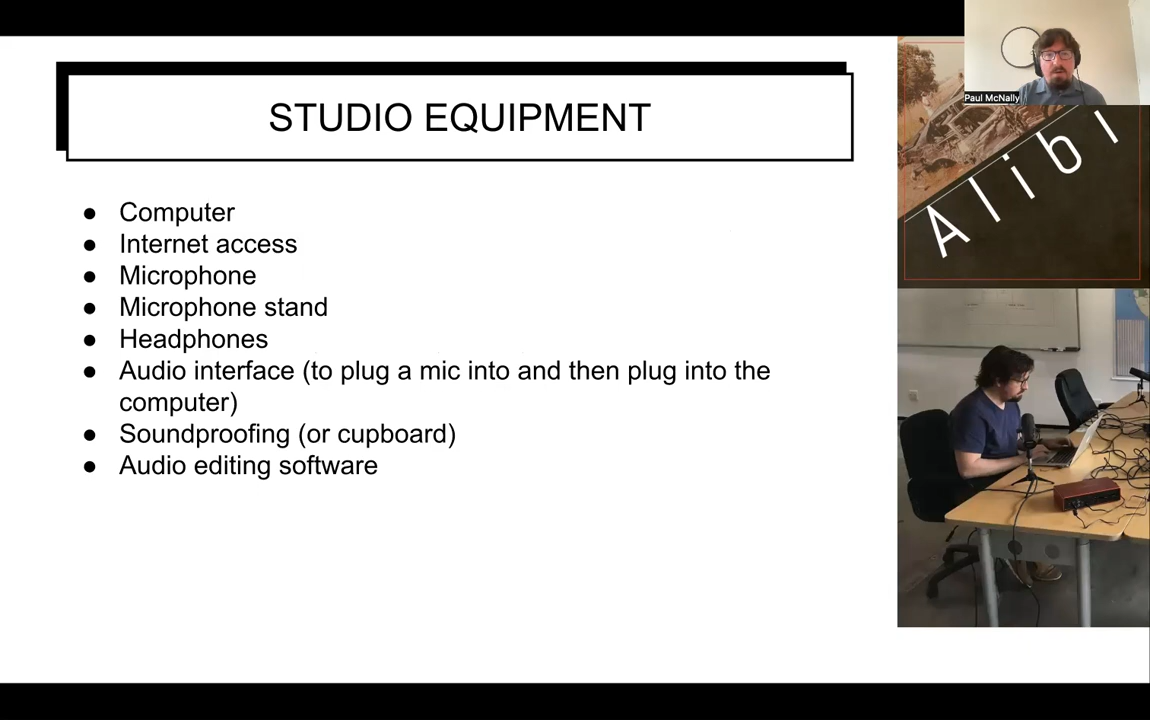 STUDIO EQUIPMENT
● Computer
● Internet access
● Microphone
● Microphone stand
● Headphones
● Audio interface (to plug a mic into and then plug into the
computer)
● Soundproofing (or cupboard)
● Audio editing software
Paul McNally
Alibi